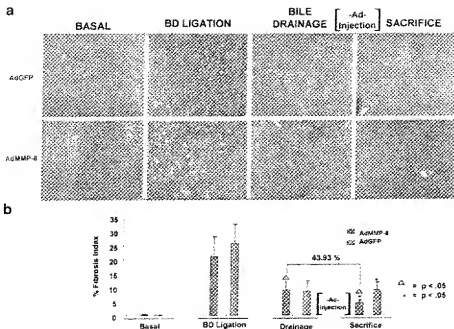 a
BASAL
BD LIGATION
BILE DRAINAGE
-Ad- Injection
SACRIFICE
AdGFP
AdMMP-8
b
% Fibrosis Index
35
30
25
20
15
10
5
0
43.93 %
AdMMP-8
AdGFP
= p < .05
= p < .05
-Ac- injection
Basal
BD Ligation
Drainage
Sacrifice